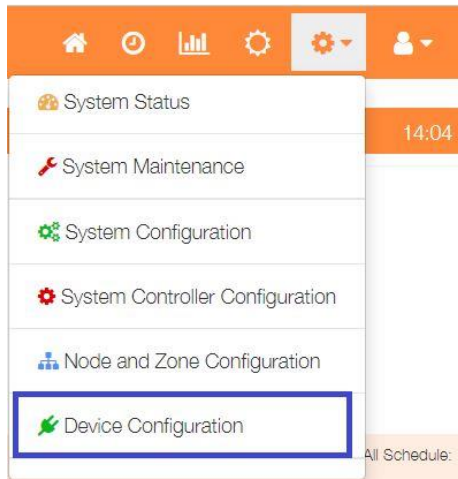 System Status
14:04
System Maintenance
System Configuration
System Controller Configuration
Node and Zone Configuration
Device Configuration
All Schedule: